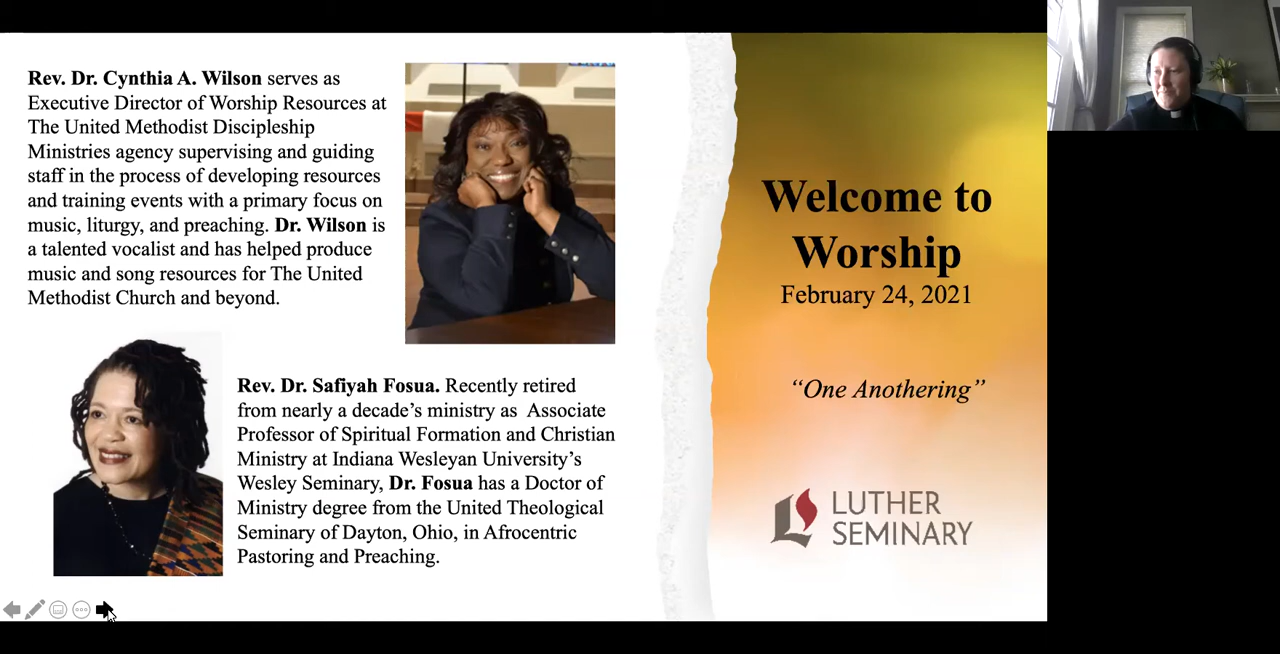 Rev. Dr. Cynthia A. Wilson serves as
Executive Director of Worship Resources at
The United Methodist Discipleship
Ministries agency supervising and guiding
staff in the process of developing resources
and training events with a primary focus on
music, liturgy, and preaching. Dr. Wilson is
a talented vocalist and has helped produce
music and song resources for The United
Methodist Church and beyond.
Rev. Dr. Safiyah Fosua. Recently retired
from nearly a decade’s ministry as Associate
Professor of Spiritual Formation and Christian
Ministry at Indiana Wesleyan University’s
Wesley Seminary, Dr. Fosua has a Doctor of
Ministry degree from the United Theological
Seminary of Dayton, Ohio, in Afrocentric
Pastoring and Preaching.
Welcome to
Worship
February 24, 2021
“One Anothering”
LUTHER
SEMINARY